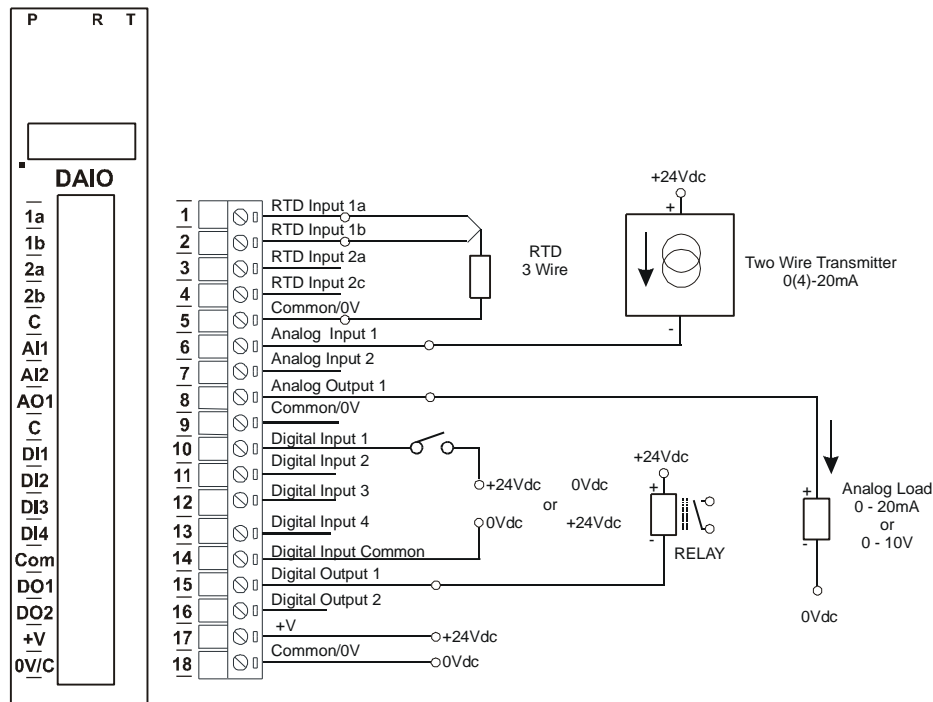 P R T
DAIO
1a
1b
2a
2b
C
AI1
AI2
AO1
C
DI1
DI2
DI3
DI4
Com
DO1
DO2
+V
0V/C
1 RTD Input 1a
2 RTD Input 1b
3 RTD Input 2a
4 RTD Input 2c
5 Common/0V
6 Analog Input 1
7 Analog Input 2
8 Analog Output 1
9 Common/0V
10 Digital Input 1
11 Digital Input 2
12 Digital Input 3
13 Digital Input 4
14 Digital Input Common
15 Digital Output 1
16 Digital Output 2
17 +V
18 Common/0V
RTD
3 Wire
+24Vdc
+
-
Two Wire Transmitter
0(4)-20mA
+24Vdc 0Vdc
or
0Vdc +24Vdc
+24Vdc
+
-
RELAY
+
-
Analog Load
0 - 20mA
or
0 - 10V
0Vdc
+24Vdc
0Vdc